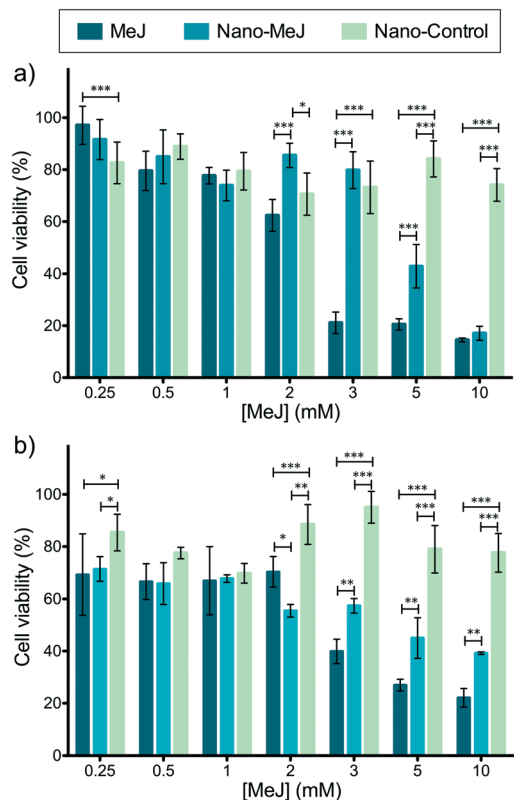 MeJ Nano-MeJ Nano-Control
a)
Cell viability (%)
100
80
60
40
20
0
*** *** * *** *** *** *** *** *** ***
0.25 0.5 1 2 3 5 10
[MeJ] (mM)
b)
Cell viability (%)
100
80
60
40
20
0
* * *** ** * *** *** ** *** *** ** *** *** **
0.25 0.5 1 2 3 5 10
[MeJ] (mM)